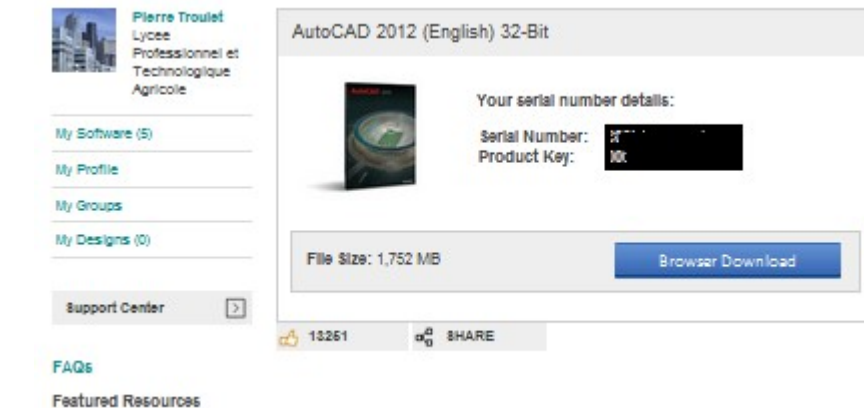 Pierre Troulet
Lycee
Professionnel et
Technologique
Agricole
My Software (5)
My Profile
My Groups
My Designs (0)
Support Center
FAQs
Featured Resources
AutoCAD 2012 (English) 32-Bit
Your serial number details:
Serial Number:
Product Key:
File Size: 1,752 MB
Browser Download
13251
SHARE